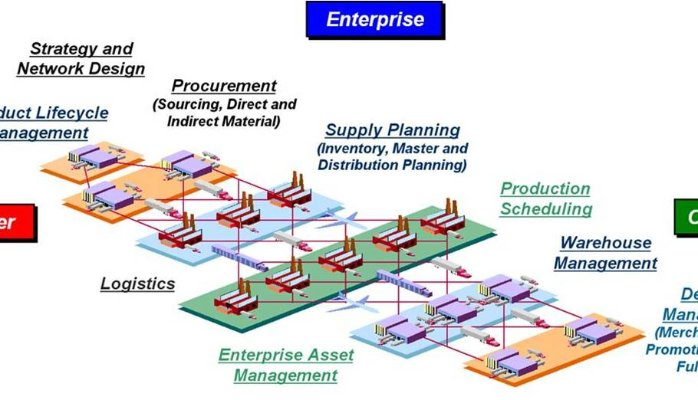 Enterprise
Strategy and
Network Design
Procurement
(Sourcing, Direct and
Indirect Material)
Lifecycle
Supply Planning
(Inventory, Master and
Distribution Planning)
Production
Scheduling
Warehouse
Management
Logistics
Enterprise Asset
Management